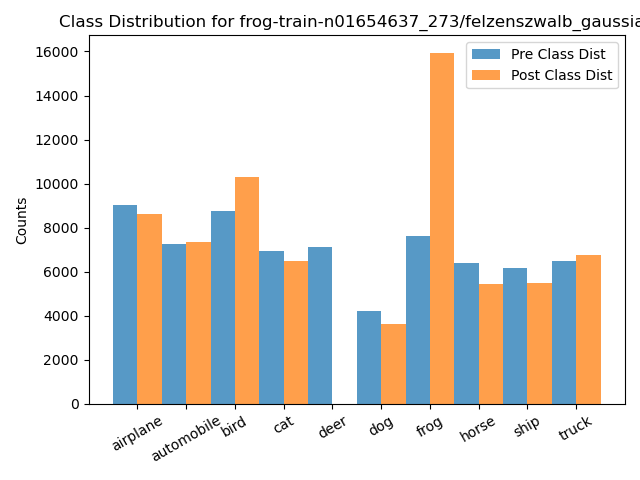 Class Distribution for frog-train-n01654637_273/felzenszwalb_gaussia
Pre Class Dist
Post Class Dist
Counts
16000
14000
12000
10000
8000
6000
4000
2000
0
airplane
automobile
bird
cat
deer
dog
frog
horse
ship
truck